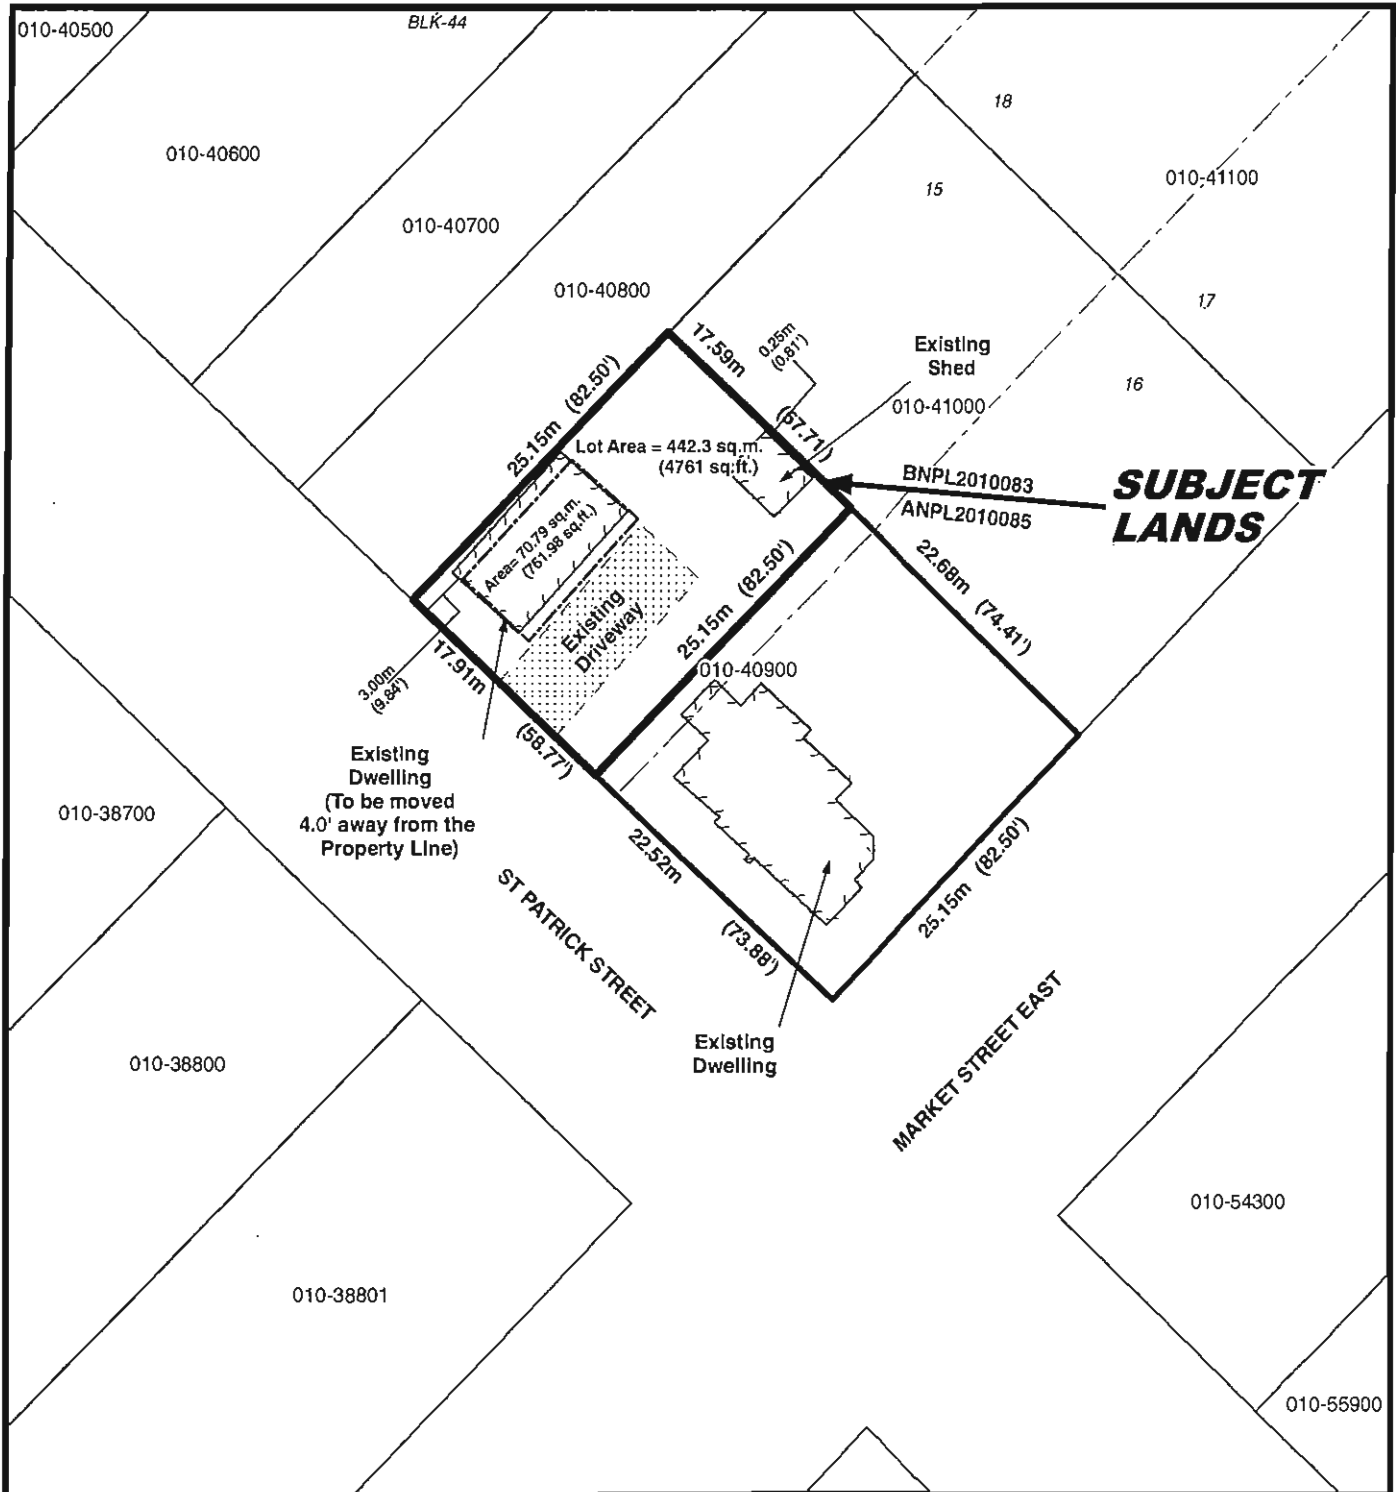 010-40500
BLK-44
18
010-40600
010-41100
15
010-40700
010-40800
17
17.59m
(57.71')
0.25m
(0.81')
Existing
Shed
16
010-41000
25.15m (82.50')
Lot Area = 442.3 sq.m.
(4761 sq.ft.)
BNPL2010083
ANPL2010085
SUBJECT
LANDS
Area= 70.79 sq.m.
(761.98 sq.ft.)
22.68m (74.41')
25.15m (82.50')
Existing
Driveway
17.91m
(58.77')
3.00m
(9.84')
010-40900
Existing
Dwelling
(To be moved
4.0' away from the
Property Line)
010-38700
22.52m
(73.88')
25.15m (82.50')
ST PATRICK STREET
Existing
Dwelling
MARKET STREET EAST
010-38800
010-54300
010-38801
010-55900